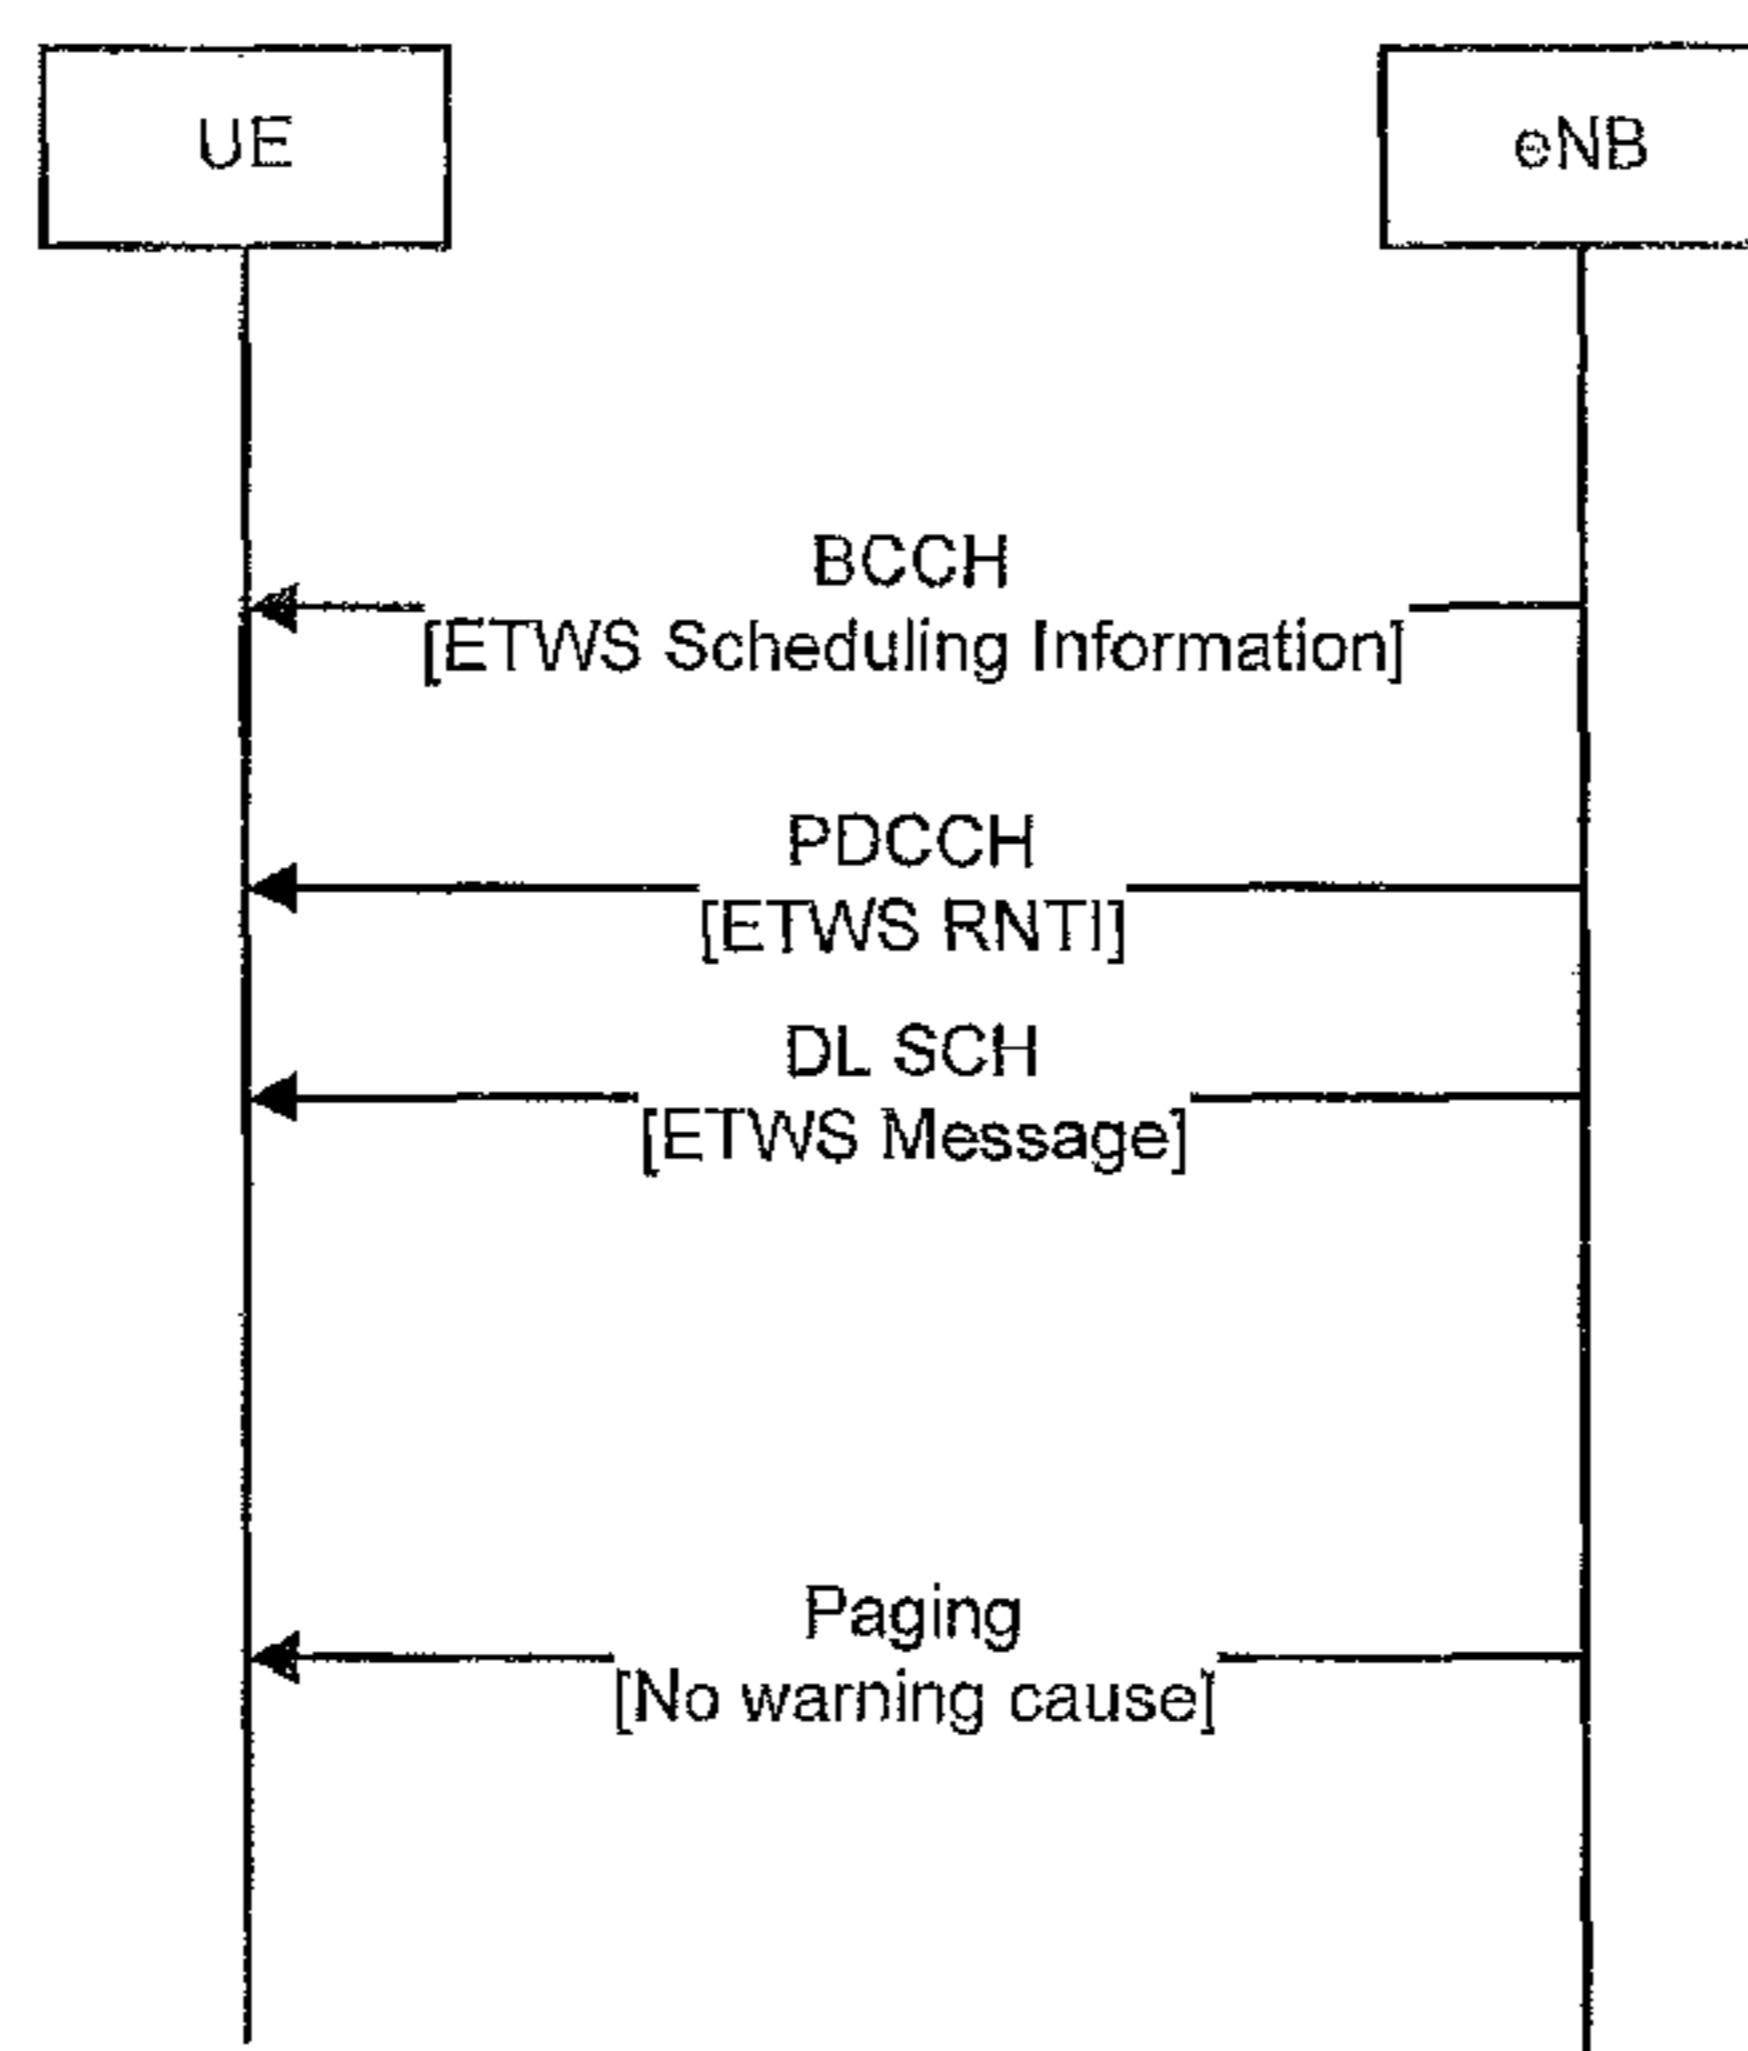 UE
eNB
BCCH
[ETWS Scheduling Information]
PDCCH
[ETWS RNTI]
DL SCH
[ETWS Message]
Paging
[No warning cause]